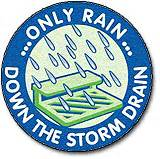 ...ONLY RAIN...
DOWN THE STORM DRAIN